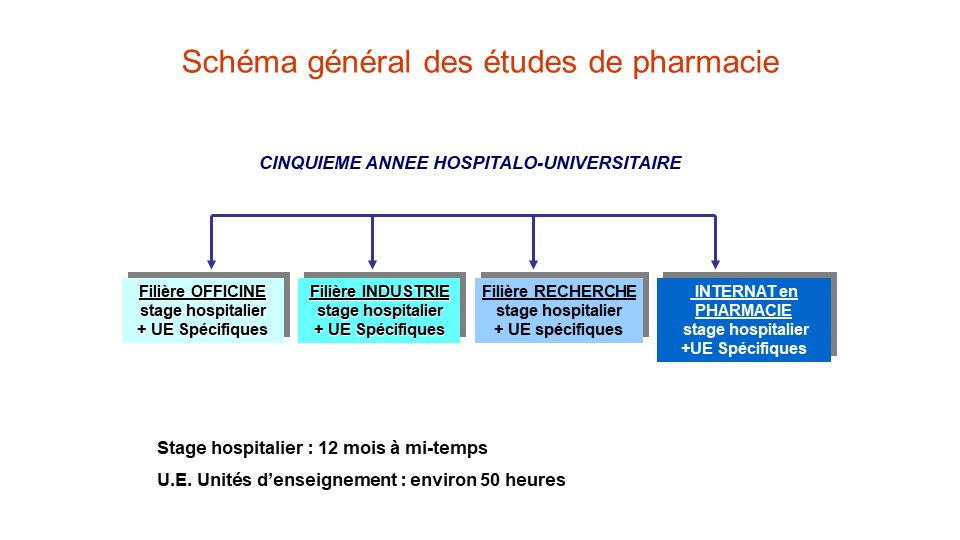 Schéma général des études de pharmacie
CINQUIEME ANNEE HOSPITALO-UNIVERSITAIRE
Filière OFFICINE
stage hospitalier
+ UE Spécifiques
Filière INDUSTRIE
stage hospitalier
+ UE Spécifiques
Filière RECHERCHE
stage hospitalier
+ UE spécifiques
INTERNAT en
PHARMACIE
stage hospitalier
+UE Spécifiques
Stage hospitalier : 12 mois à mi-temps
U.E. Unités d’enseignement : environ 50 heures